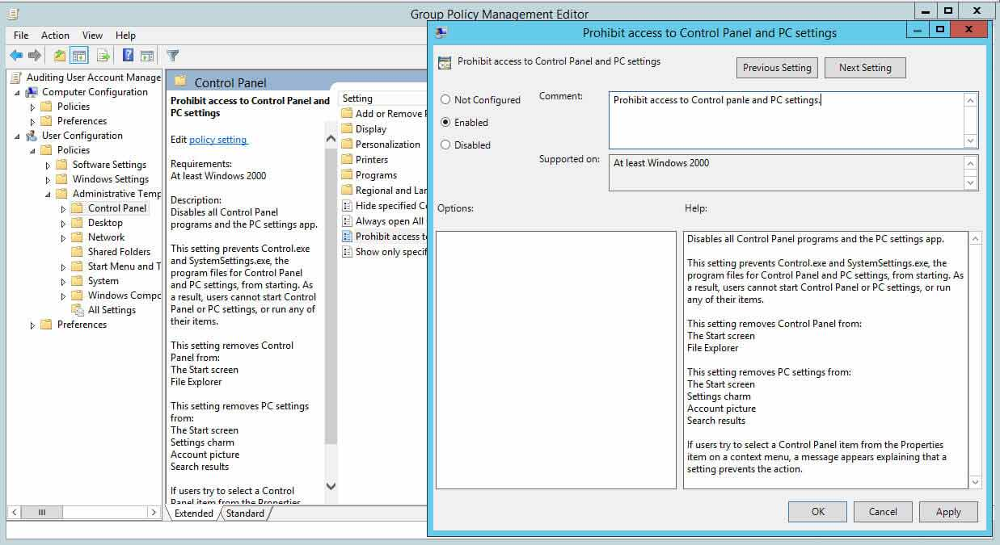 Group Policy Management Editor
File Action View Help
Auditing User Account Manage
Computer Configuration
Policies
Preferences
User Configuration
Policies
Software Settings
Windows Settings
Administrative Temp
Control Panel
Desktop
Network
Shared Folders
Start Menu and T
System
Windows Compo
All Settings
Preferences
Control Panel
Prohibit access to Control Panel and
PC settings
Edit policy setting
Requirements:
At least Windows 2000
Description:
Disables all Control Panel
programs and the PC settings app.
This setting prevents Control.exe
and SystemSettings.exe, the
program files for Control Panel
and PC settings, from starting. As
a result, users cannot start Control
Panel or PC settings, or run any of
their items.
This setting removes Control
Panel from:
The Start screen
File Explorer
This setting removes PC settings
from:
The Start screen
Settings charm
Account picture
Search results
If users try to select a Control
Panel item from the Properties
Setting
Add or Remove P
Display
Personalization
Printers
Programs
Regional and Lan
Hide specified Co
Always open All
Prohibit access to
Show only specif
Extended Standard
Prohibit access to Control Panel and PC settings
Prohibit access to Control Panel and PC settings
Previous Setting Next Setting
Not Configured
Enabled
Disabled
Comment:
Prohibit access to Control panle and PC settings.
Supported on:
At least Windows 2000
Options:
Help:
Disables all Control Panel programs and the PC settings app.
This setting prevents Control.exe and SystemSettings.exe, the
program files for Control Panel and PC settings, from starting. As
a result, users cannot start Control Panel or PC settings, or run
any of their items.
This setting removes Control Panel from:
The Start screen
File Explorer
This setting removes PC settings from:
The Start screen
Settings charm
Account picture
Search results
If users try to select a Control Panel item from the Properties
item on a context menu, a message appears explaining that a
setting prevents the action.
OK Cancel Apply